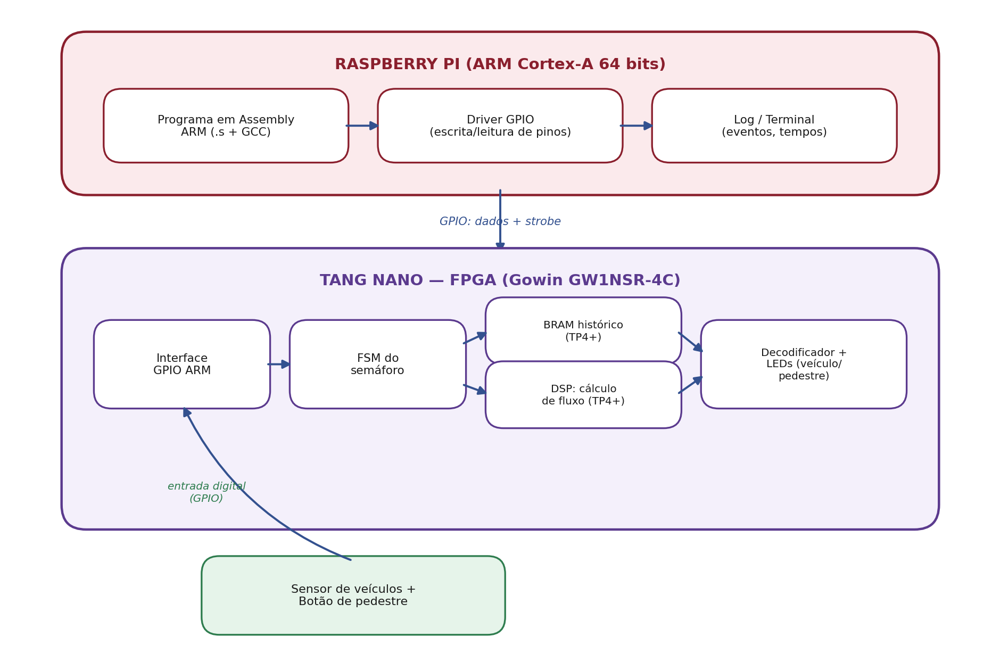 RASPBERRY PI (ARM Cortex-A 64 bits)
Programa em Assembly
ARM (.s + GCC)
Driver GPIO
(escrita/leitura de pinos)
Log / Terminal
(eventos, tempos)
GPIO: dados + strobe
TANG NANO — FPGA (Gowin GW1NSR-4C)
Interface
GPIO ARM
FSM do
semáforo
BRAM histórico
(TP4+)
DSP: cálculo
de fluxo (TP4+)
Decodificador +
LEDs (veículo/
pedestre)
entrada digital
(GPIO)
Sensor de veículos +
Botão de pedestre